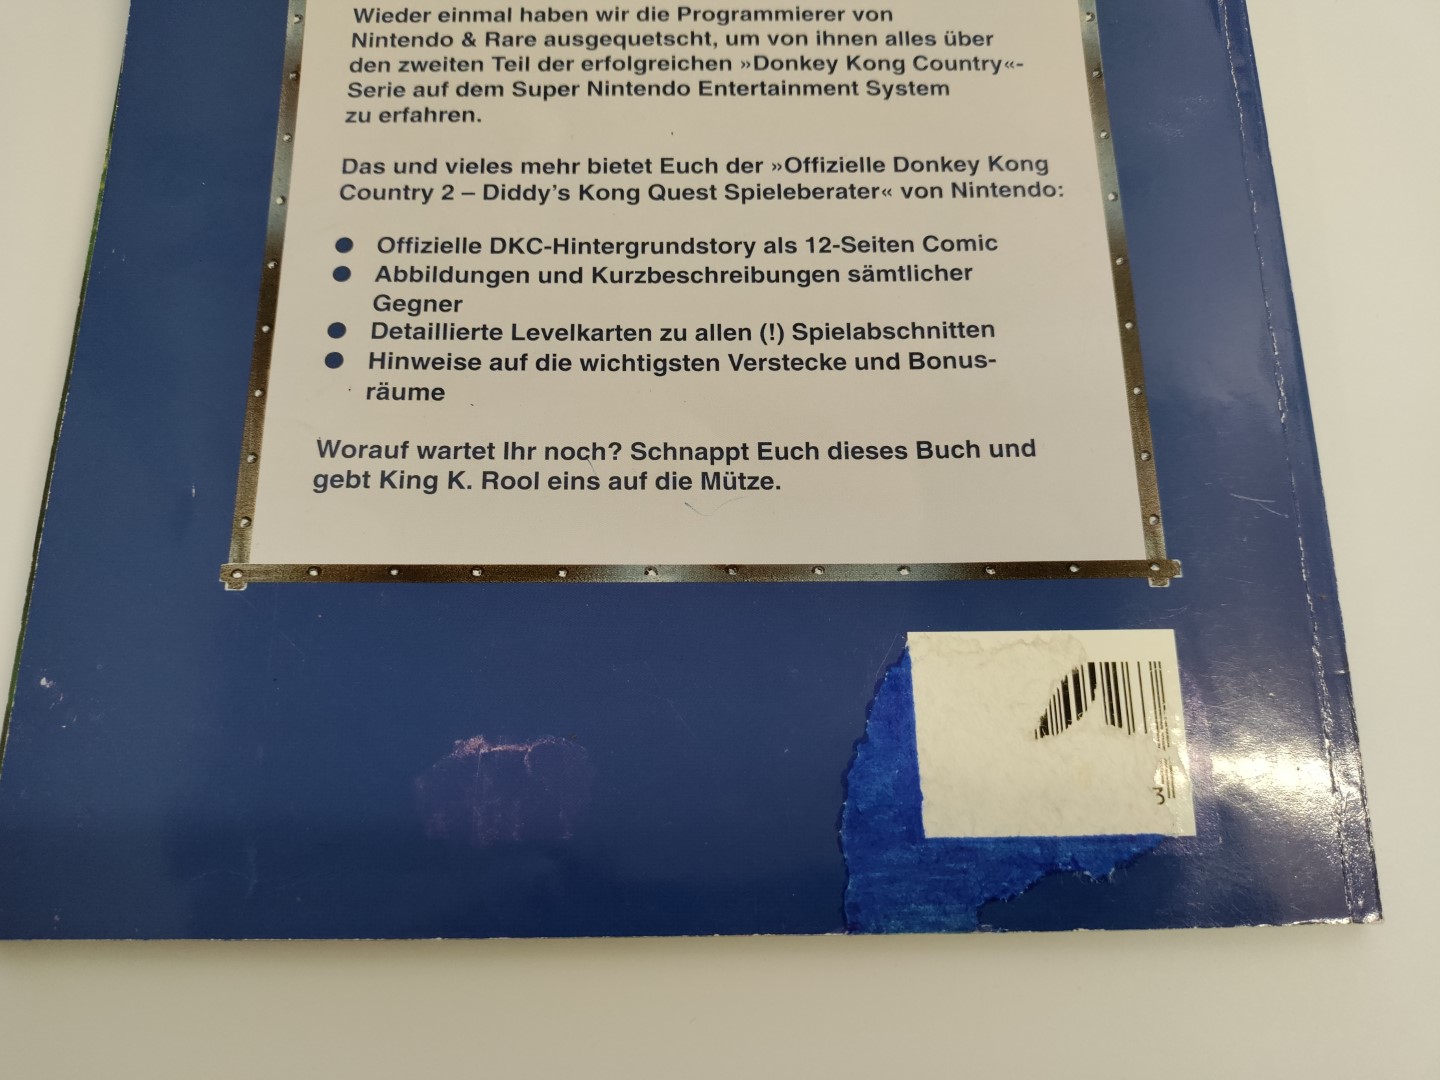 Wieder einmal haben wir die Programmierer von
Nintendo & Rare ausgequetscht, um von ihnen alles über
den zweiten Teil der erfolgreichen »Donkey Kong Country«-
Serie auf dem Super Nintendo Entertainment System
zu erfahren.
Das und vieles mehr bietet Euch der »Offizielle Donkey Kong
Country 2 – Diddy's Kong Quest Spieleberater« von Nintendo:
● Offizielle DKC-Hintergrundstory als 12-Seiten Comic
● Abbildungen und Kurzbeschreibungen sämtlicher
Gegner
● Detaillierte Levelkarten zu allen (!) Spielabschnitten
● Hinweise auf die wichtigsten Verstecke und Bonus-
räume
Worauf wartet Ihr noch? Schnappt Euch dieses Buch und
gebt King K. Rool eins auf die Mütze.
3